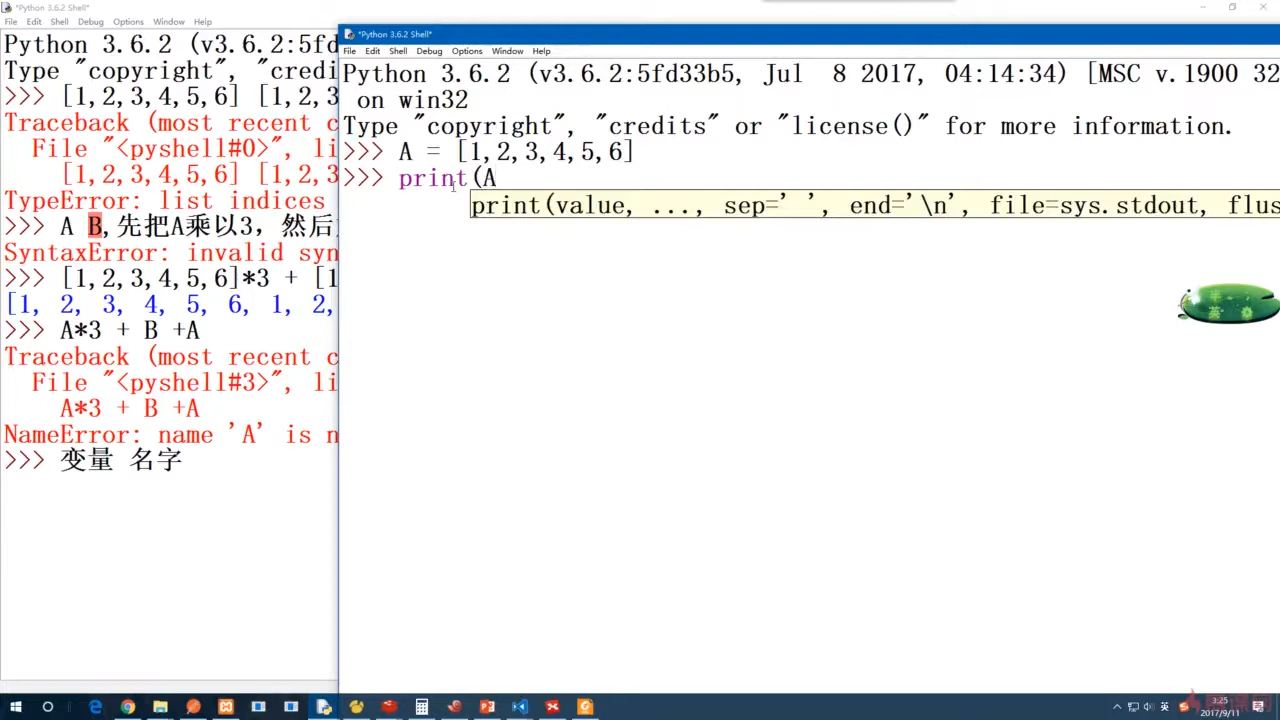 *Python 3.6.2 Shell*
File Edit Shell Debug Options Window Help
Python 3.6.2 (v3.6.2:5fd
Type "copyright", "credi
>>> [1,2,3,4,5,6] [1,2,3
Traceback (most recent c
File "<pyshell#0>", li
[1,2,3,4,5,6] [1,2,3
TypeError: list indices
>>> A B,先把A乘以3, 然后
SyntaxError: invalid syn
>>> [1,2,3,4,5,6]*3 + [1
[1, 2, 3, 4, 5, 6, 1, 2,
>>> A*3 + B +A
Traceback (most recent c
File "<pyshell#3>", li
A*3 + B +A
NameError: name 'A' is n
>>> 变量 名字
*Python 3.6.2 Shell*
File Edit Shell Debug Options Window Help
Python 3.6.2 (v3.6.2:5fd33b5, Jul  8 2017, 04:14:34) [MSC v.1900 32
on win32
Type "copyright", "credits" or "license()" for more information.
>>> A = [1,2,3,4,5,6]
>>> print(A
print(value, ..., sep=' ', end='\n', file=sys.stdout, flus
半
英
英
3:25
2017/9/11